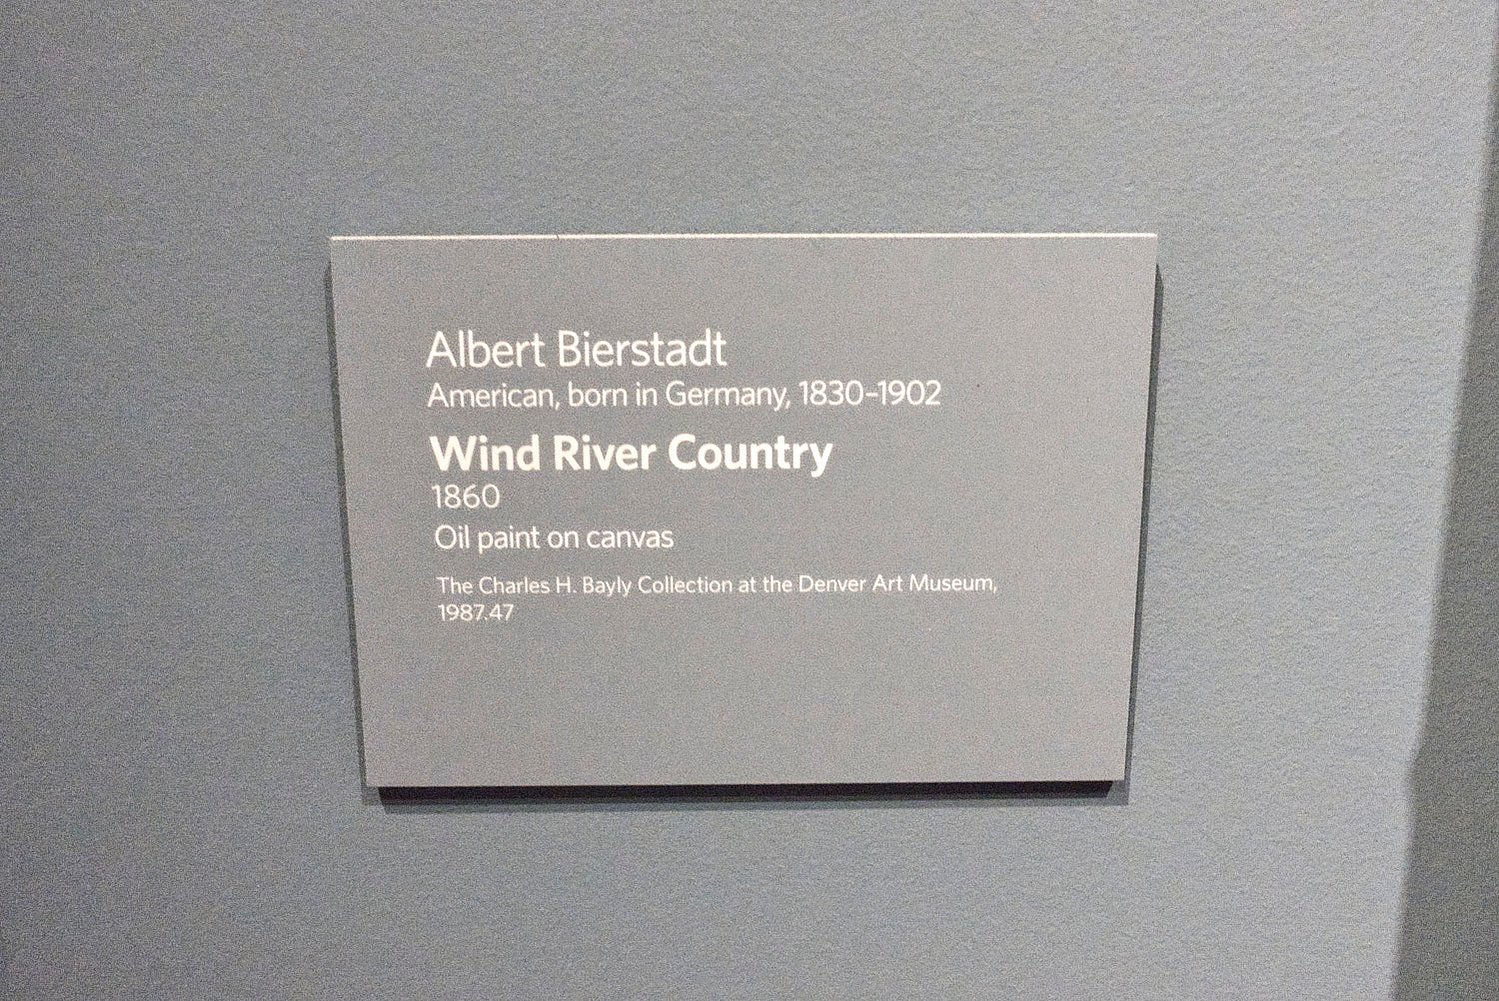 Albert Bierstadt
American, born in Germany, 1830–1902
Wind River Country
1860
Oil paint on canvas
The Charles H. Bayly Collection at the Denver Art Museum,
1987.47